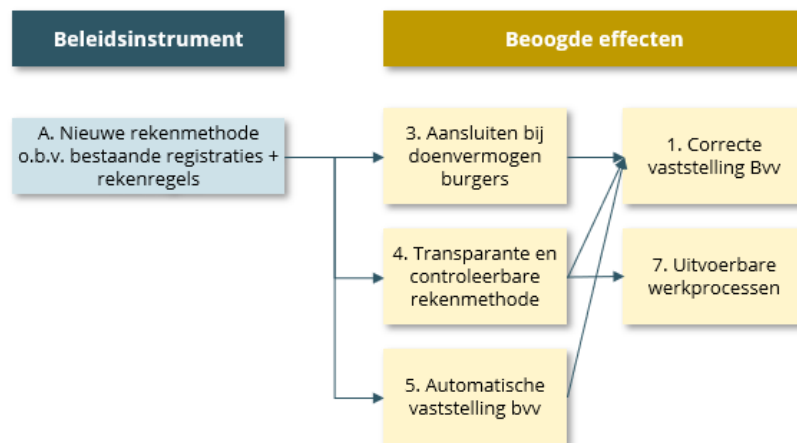 Beleidsinstrument
Beoogde effecten
A. Nieuwe rekenmethode
o.b.v. bestaande registraties +
rekenregels
3. Aansluiten bij
doenvermogen
burgers
1. Correcte
vaststelling Bvv
4. Transparante en
controleerbare
rekenmethode
7. Uitvoerbare
werkprocessen
5. Automatische
vaststelling bvv